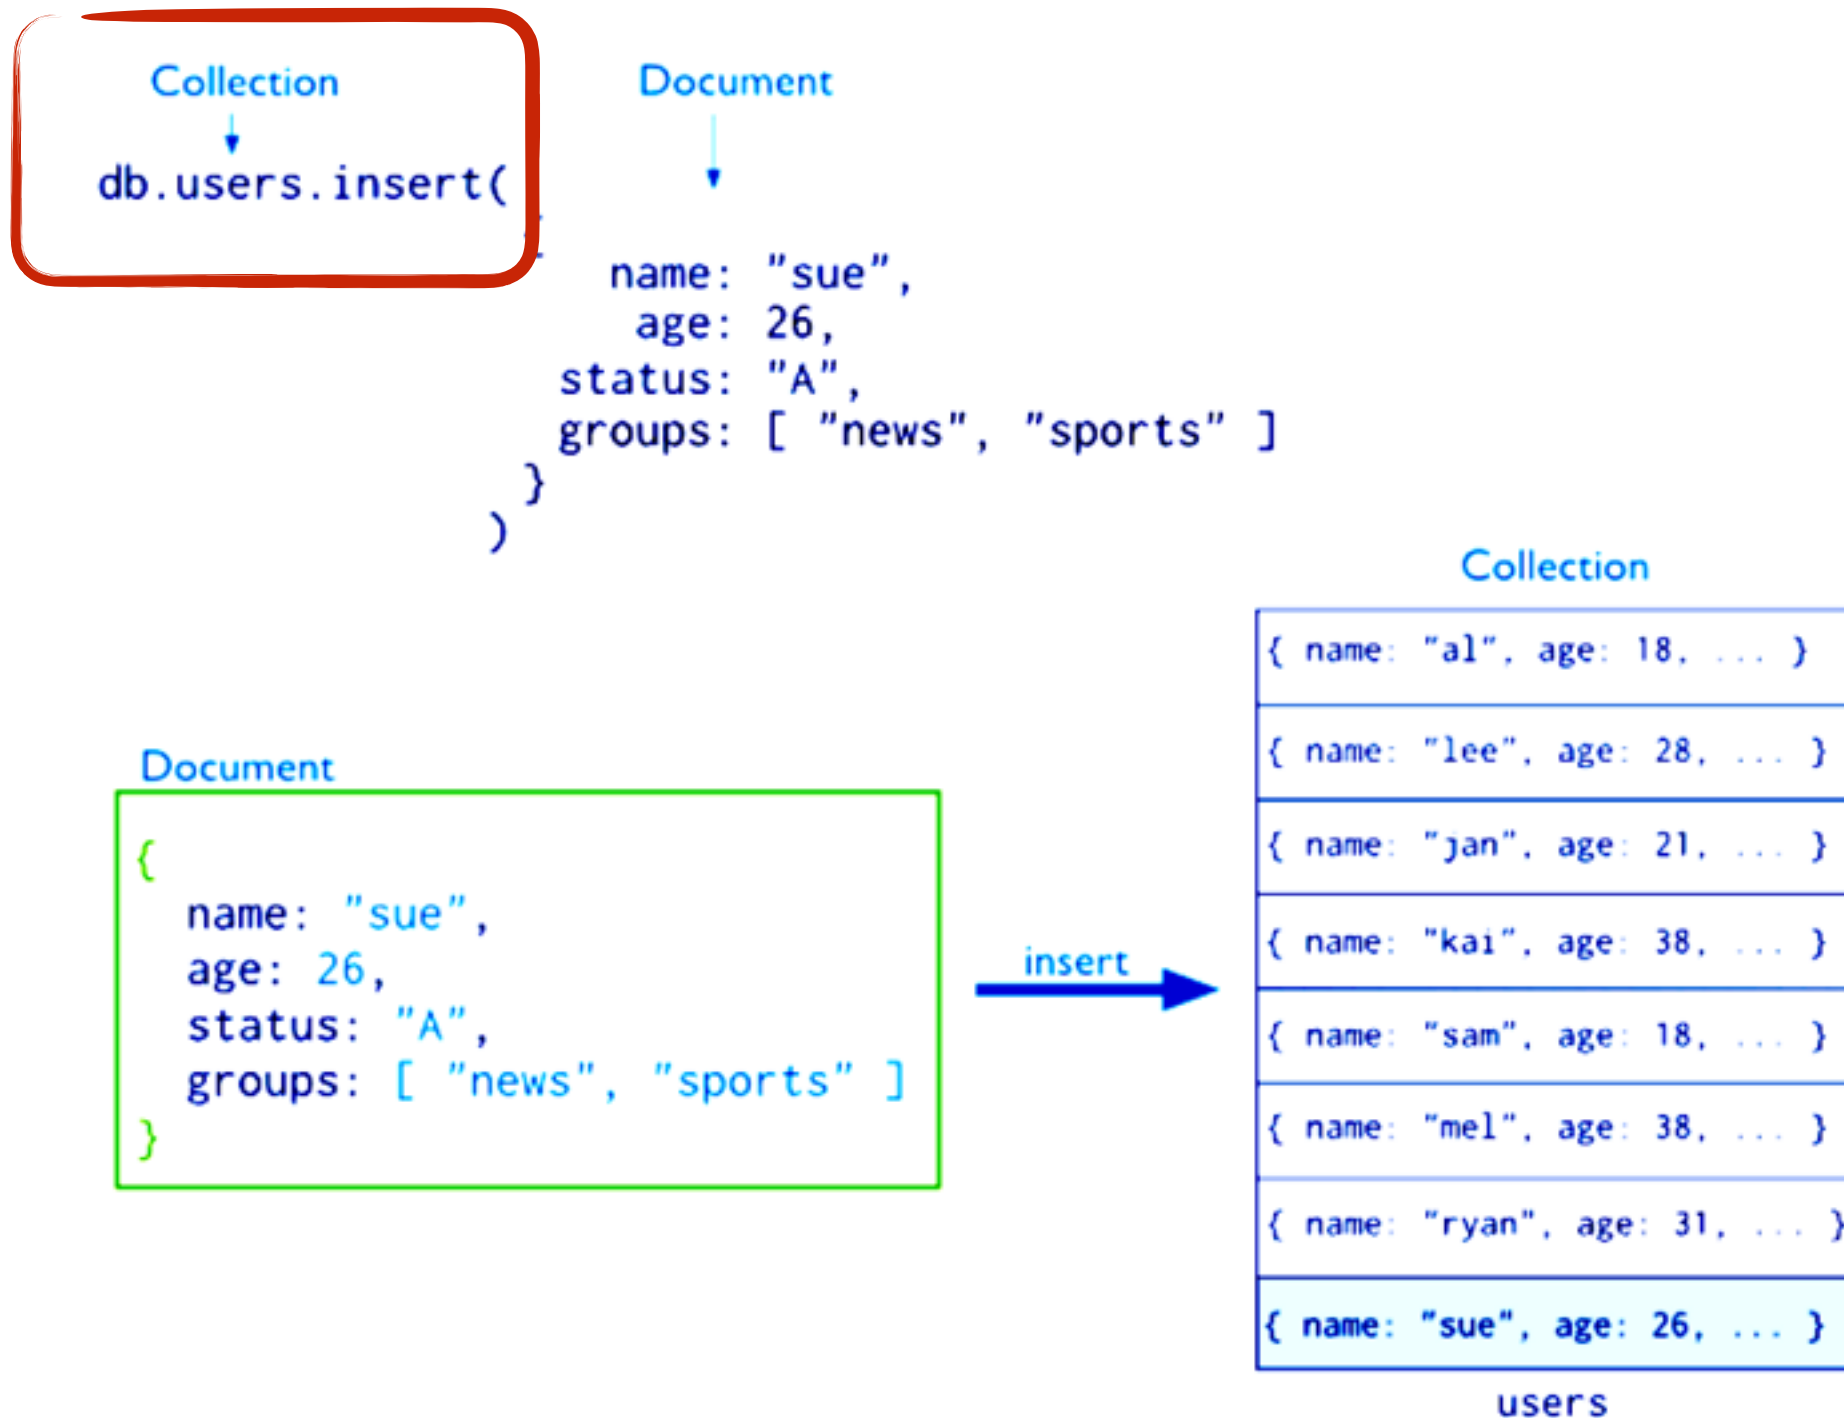 Collection
Document
db.users.insert(
{
name: "sue",
age: 26,
status: "A",
groups: [ "news", "sports" ]
}
)
Collection
{ name: "al", age: 18, ... }
{ name: "lee", age: 28, ... }
{ name: "jan", age: 21, ... }
{ name: "kai", age: 38, ... }
{ name: "sam", age: 18, ... }
{ name: "mel", age: 38, ... }
{ name: "ryan", age: 31, ... }
{ name: "sue", age: 26, ... }
users
Document
{
name: "sue",
age: 26,
status: "A",
groups: [ "news", "sports" ]
}
insert